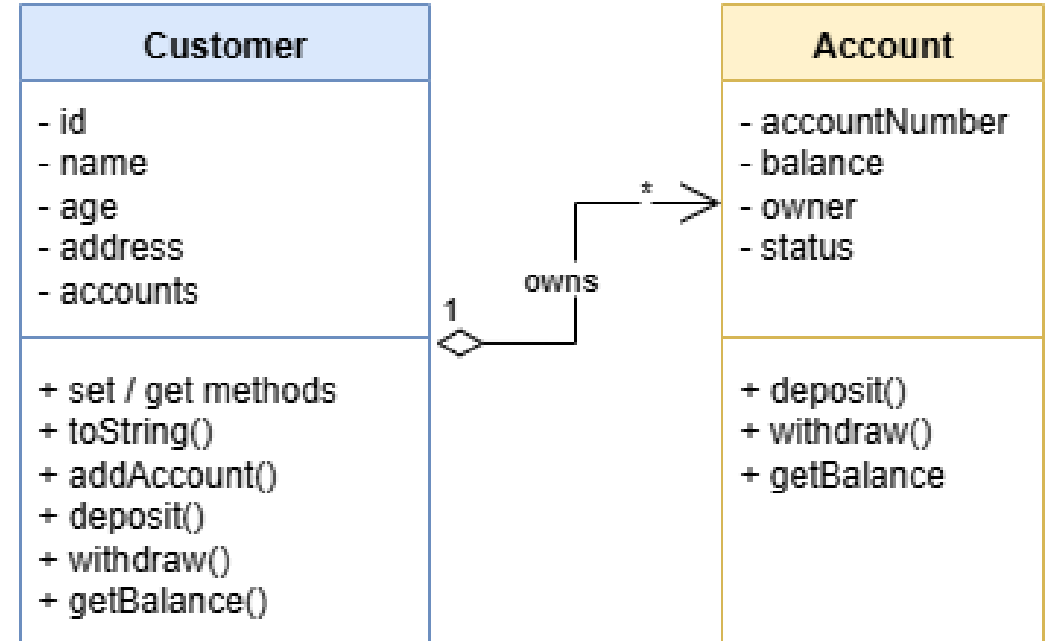 Customer
- id
- name
- age
- address
- accounts
+ set / get methods
+ toString()
+ addAccount()
+ deposit()
+ withdraw()
+ getBalance()
1
owns
*
Account
- accountNumber
- balance
- owner
- status
+ deposit()
+ withdraw()
+ getBalance